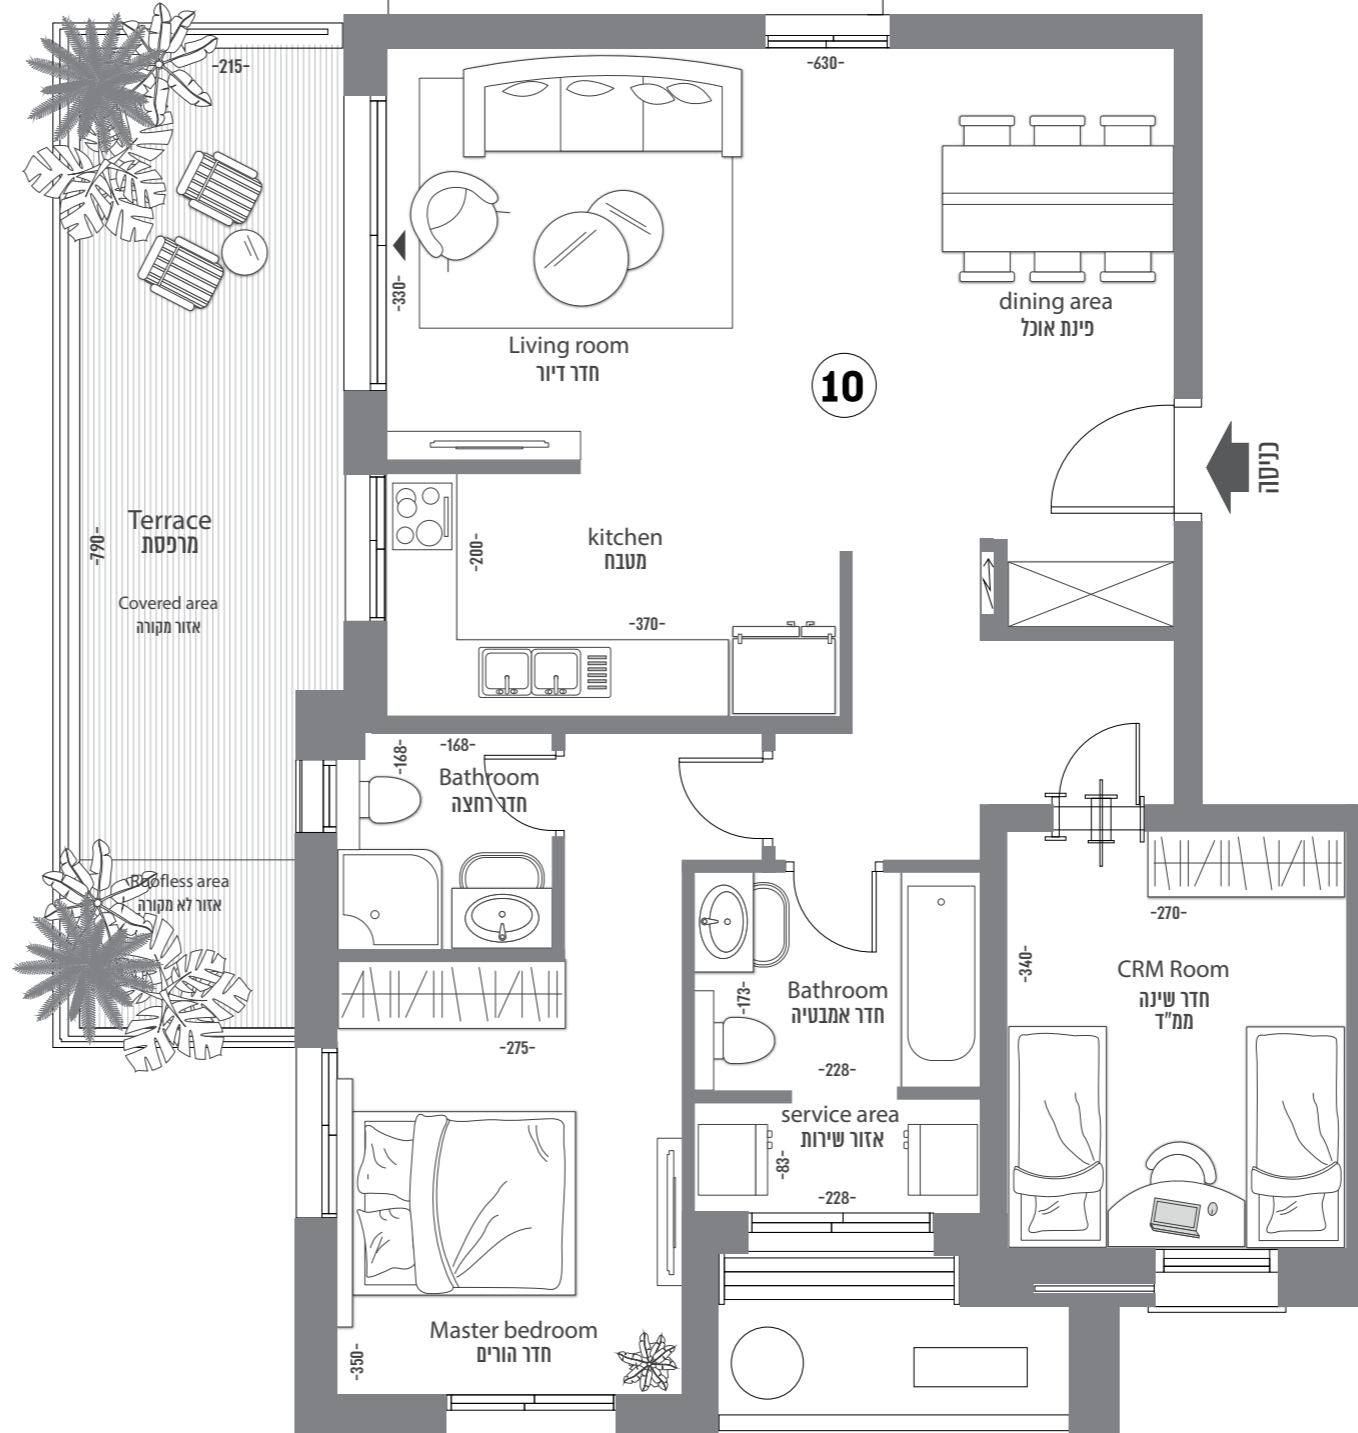 -215-
-630-
-330-
dining area
פינת אוכל
Living room
חדר דיור
10
כניסה
Terrace
מרפסת
-790-
Covered area
אזור מקורה
-200-
kitchen
מטבח
-370-
-168-
-168-
Bathroom
חדר רחצה
Roofless area
אזור לא מקורה
-270-
-340-
CRM Room
חדר שינה
ממ"ד
-173-
Bathroom
חדר אמבטיה
-228-
-275-
service area
אזור שירות
-83-
-228-
Master bedroom
חדר הורים
-350-